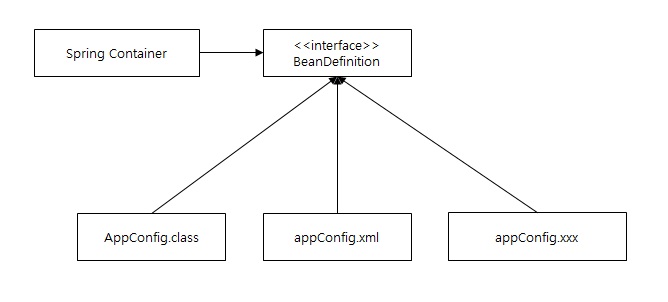 Spring Container
<<interface>>
BeanDefinition
AppConfig.class
appConfig.xml
appConfig.xxx